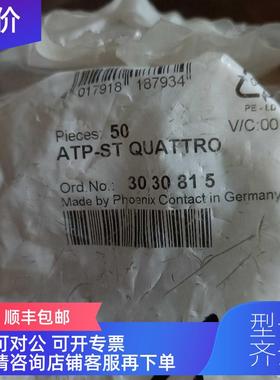 价
017918 187934
PE-LD
Pieces: 50
V/C:00
ATP-ST QUATTRO
Ord.No.: 30 30 81 5
Made by Phoenix Contact in Germany
顺丰包邮
可对公 可开专票
请咨询店铺客服再下单
型
齐